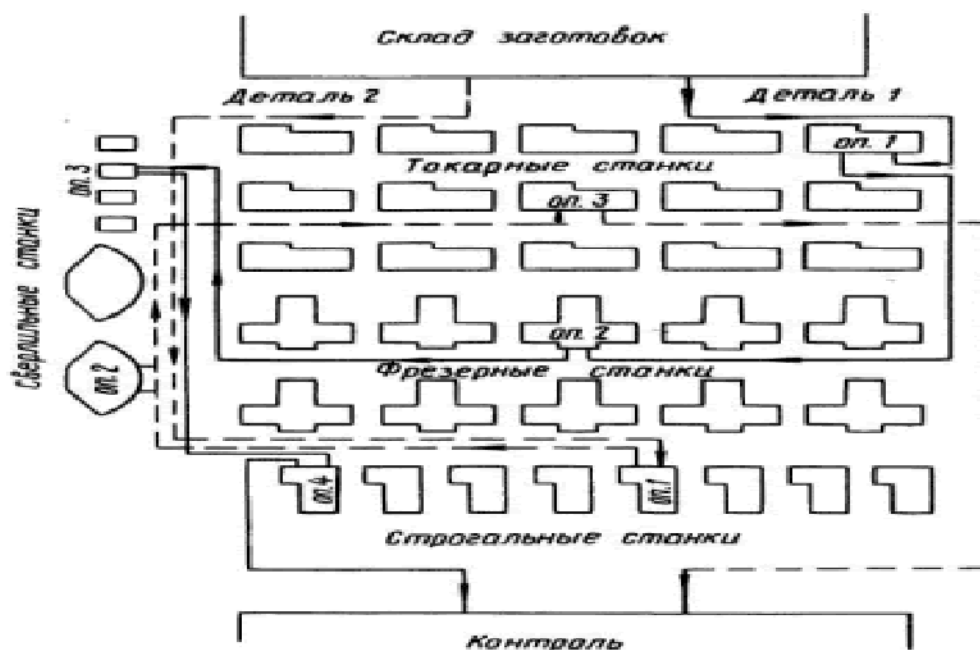 Склад заготовок
Деталь 2
Деталь 1
оп. 1
Токарные станки
оп. 3
оп. 3
Сверлильные станки
оп. 2
Фрезерные станки
оп. 2
оп. 4
оп. 1
Строгальные станки
Контроль